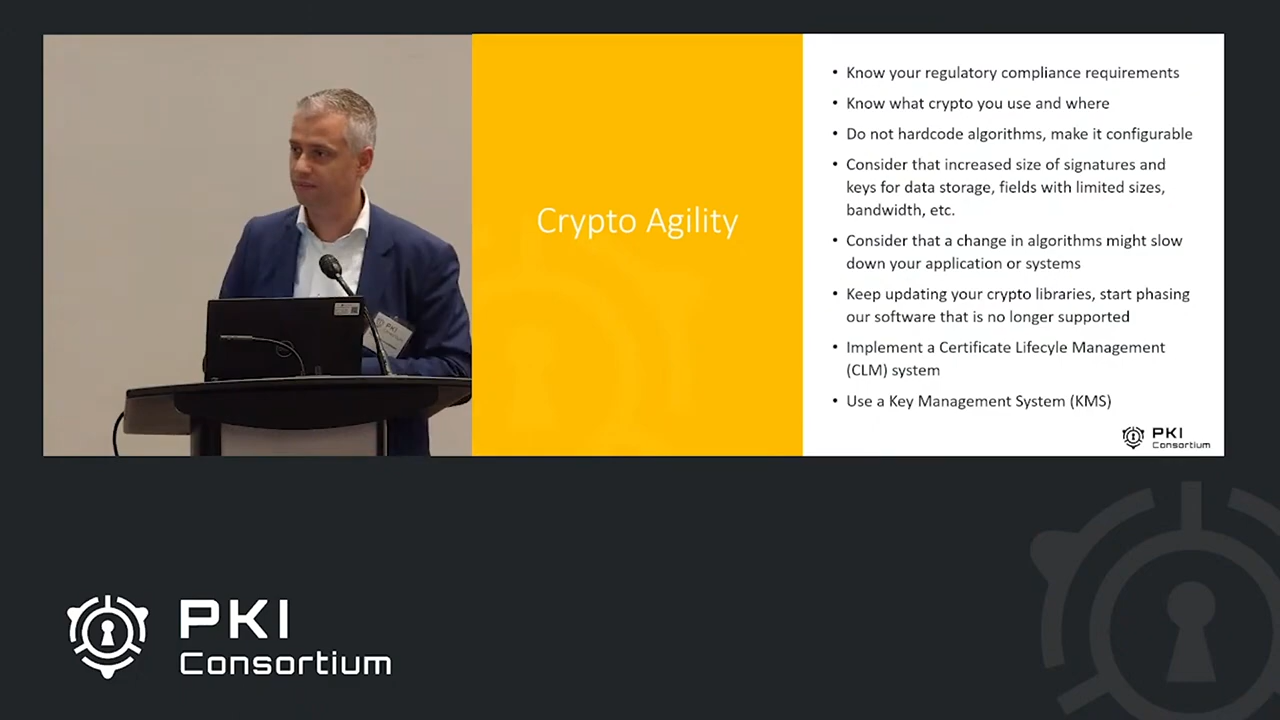 Crypto Agility
• Know your regulatory compliance requirements
• Know what crypto you use and where
• Do not hardcode algorithms, make it configurable
• Consider that increased size of signatures and
keys for data storage, fields with limited sizes,
bandwidth, etc.
• Consider that a change in algorithms might slow
down your application or systems
• Keep updating your crypto libraries, start phasing
our software that is no longer supported
• Implement a Certificate Lifecyle Management
(CLM) system
• Use a Key Management System (KMS)
PKI
Consortium
PKI
Consortium
PKI
Consortium